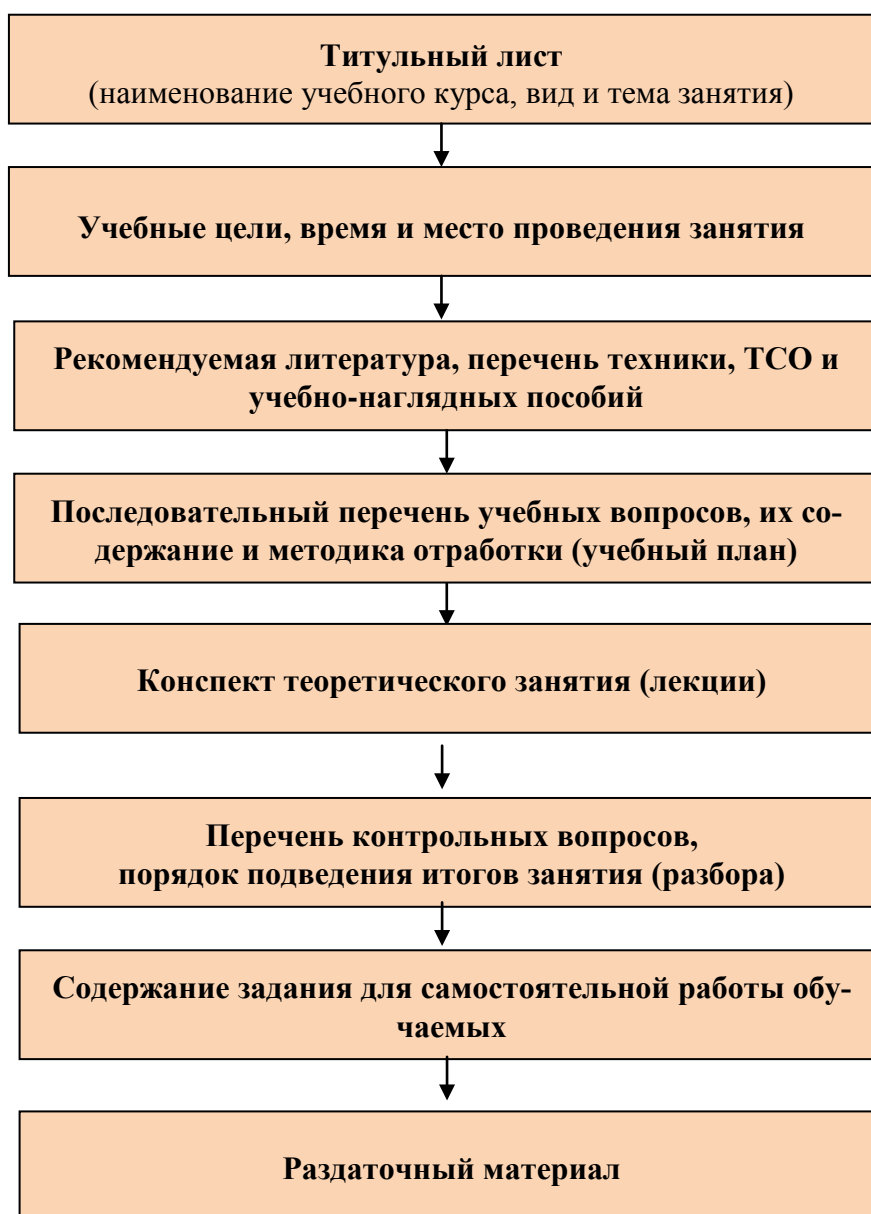 Титульный лист
(наименование учебного курса, вид и тема занятия)
Учебные цели, время и место проведения занятия
Рекомендуемая литература, перечень техники, ТСО и
учебно-наглядных пособий
Последовательный перечень учебных вопросов, их со-
держание и методика отработки (учебный план)
Конспект теоретического занятия (лекции)
Перечень контрольных вопросов,
порядок подведения итогов занятия (разбора)
Содержание задания для самостоятельной работы обу-
чаемых
Раздаточный материал